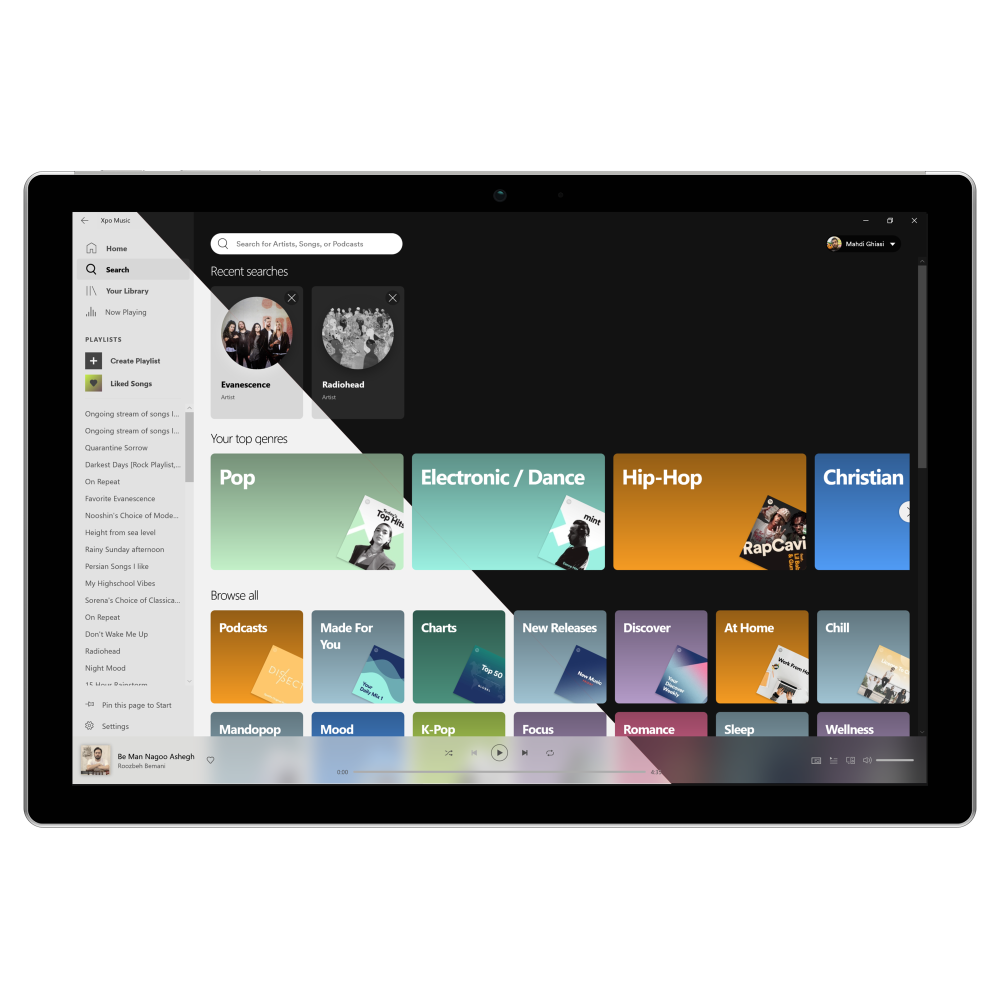 Xpo Music
Home
Search
Your Library
Now Playing
PLAYLISTS
Create Playlist
Liked Songs
Ongoing stream of songs I...
Ongoing stream of songs I...
Quarantine Sorrow
Darkest Days [Rock Playlist,...
On Repeat
Favorite Evanescence
Nooshin's Choice of Mode...
Height from sea level
Rainy Sunday afternoon
Persian Songs I like
My Highschool Vibes
Sorena's Choice of Classica...
On Repeat
Don't Wake Me Up
Radiohead
Night Mood
15 Hour Rainstorm
Pin this page to Start
Settings
Search for Artists, Songs, or Podcasts
Mahdi Ghiasi
Recent searches
Evanescence
Artist
Radiohead
Artist
Your top genres
Pop
Today's
Top Hits
Electronic / Dance
mint
Hip-Hop
RapCavi
Christian
Browse all
Podcasts
Made For
You
Your
Daily Mix 1
Charts
Top 50
New Releases
New Music
Discover
Your
Discover
Weekly
At Home
Work From Ho
Chill
Mandopop
Mood
K-Pop
Focus
Romance
Sleep
Wellness
Be Man Nagoo Ashegh
Roozbeh Bemani
0:00
4:35